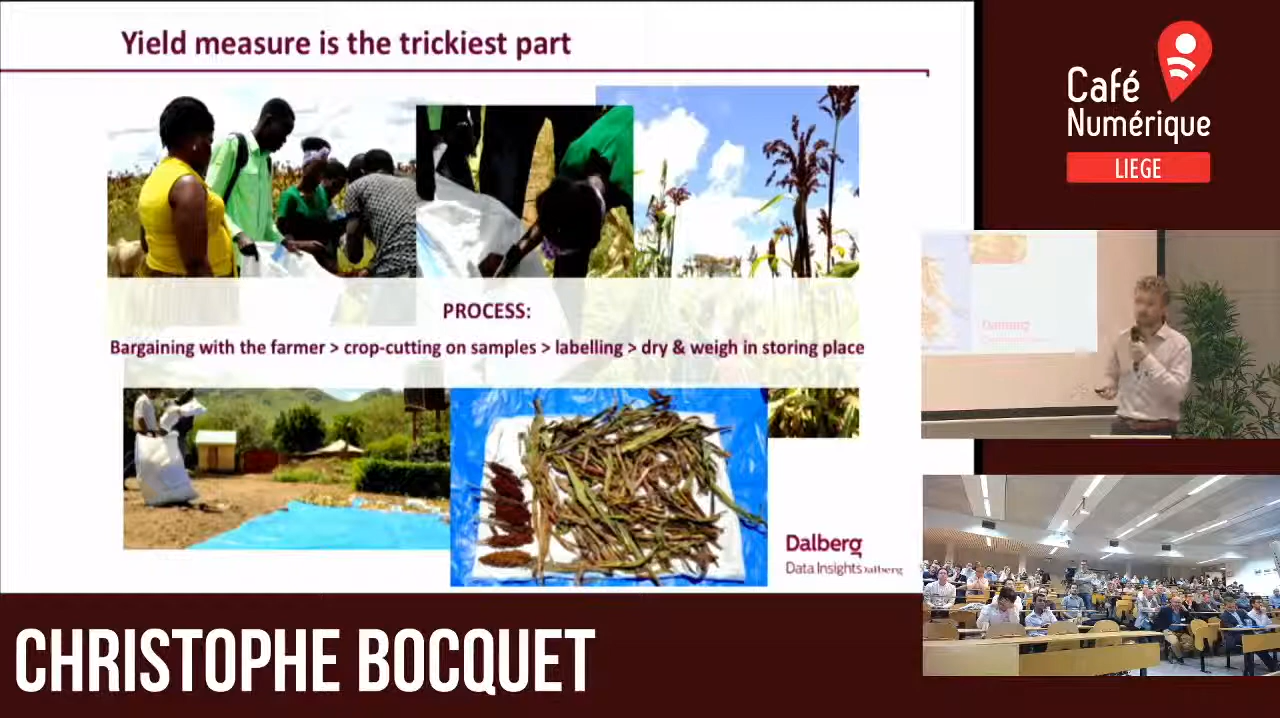 Yield measure is the trickiest part
PROCESS:
Bargaining with the farmer > crop-cutting on samples > labelling > dry & weigh in storing place
Dalberg
Data Insights Dalberg
Café
Numérique
LIEGE
Dalberg
CHRISTOPHE BOCQUET